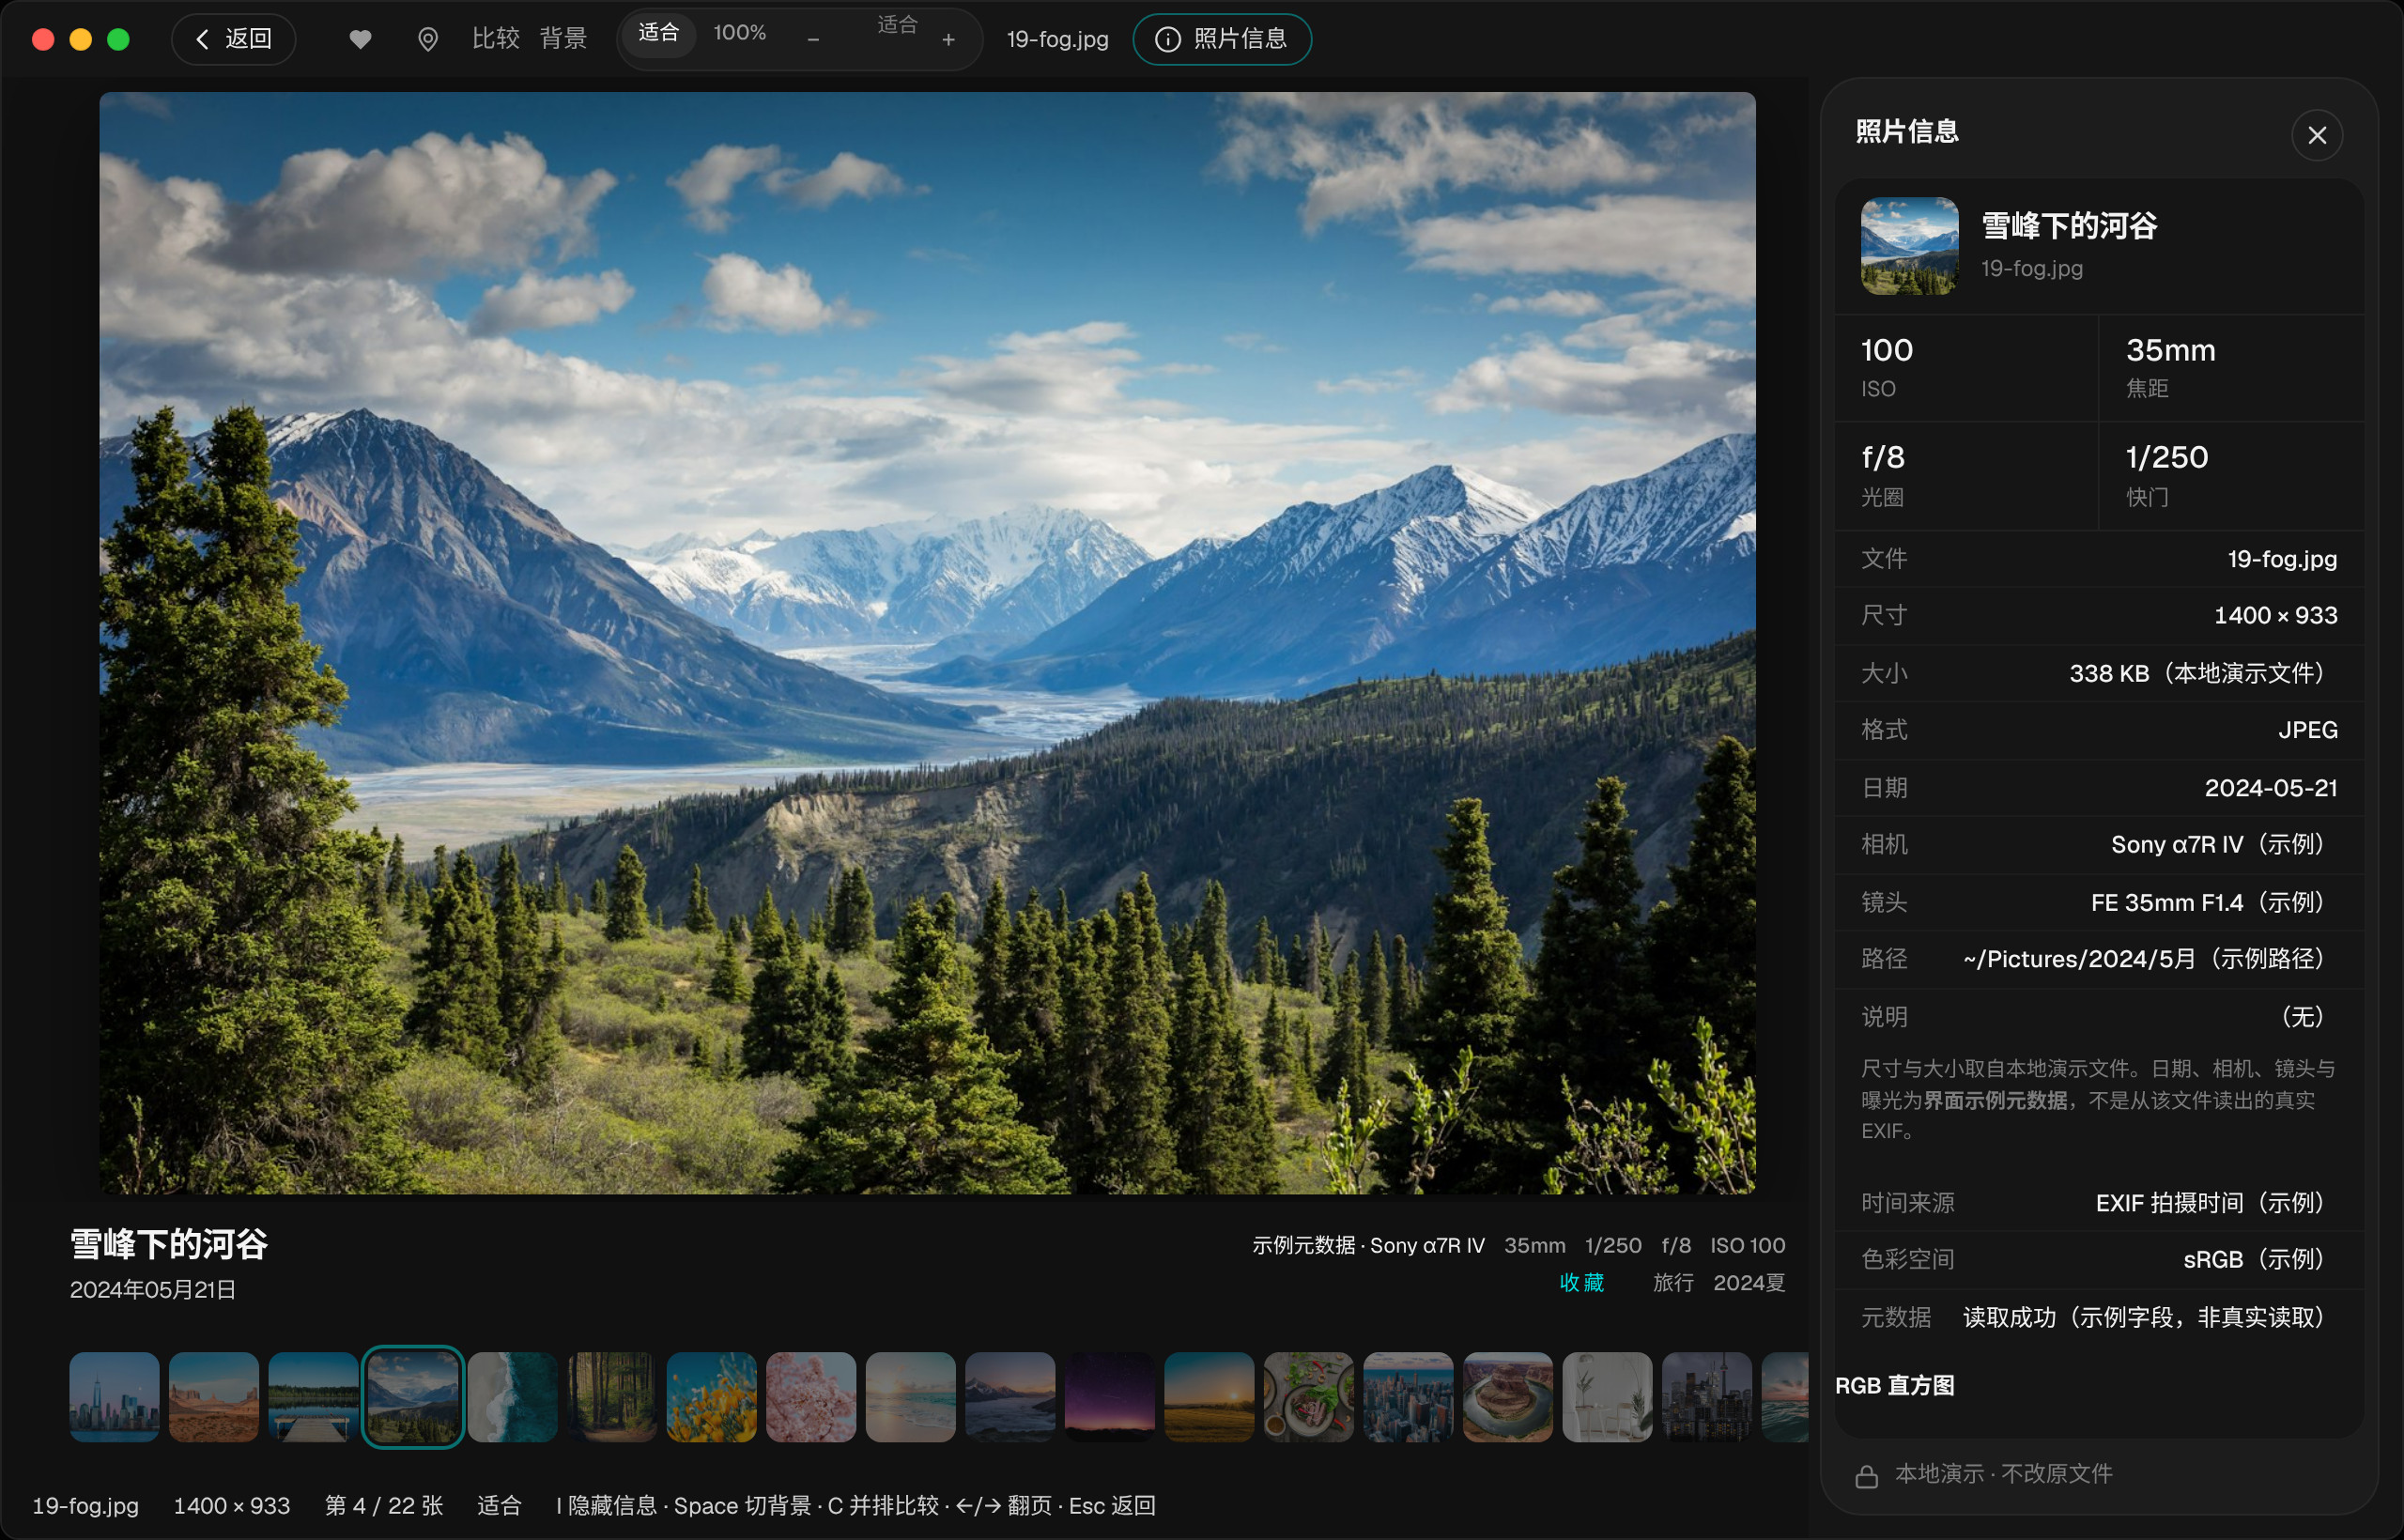 返回
比较 背景
适合 100% − 适合 +
19-fog.jpg
照片信息
照片信息
雪峰下的河谷
19-fog.jpg
100
ISO
35mm
焦距
f/8
光圈
1/250
快门
文件 19-fog.jpg
尺寸 1400 × 933
大小 338 KB（本地演示文件）
格式 JPEG
日期 2024-05-21
相机 Sony α7R IV（示例）
镜头 FE 35mm F1.4（示例）
路径 ~/Pictures/2024/5月（示例路径）
说明 （无）
尺寸与大小取自本地演示文件。日期、相机、镜头与
曝光为界面示例元数据，不是从该文件读出的真实
EXIF。
时间来源 EXIF 拍摄时间（示例）
色彩空间 sRGB（示例）
元数据 读取成功（示例字段，非真实读取）
RGB 直方图
本地演示 · 不改原文件
雪峰下的河谷
2024年05月21日
示例元数据 · Sony α7R IV 35mm 1/250 f/8 ISO 100
收藏 旅行 2024夏
19-fog.jpg 1400 × 933 第 4 / 22 张 适合 I 隐藏信息 · Space 切背景 · C 并排比较 · ←/→ 翻页 · Esc 返回